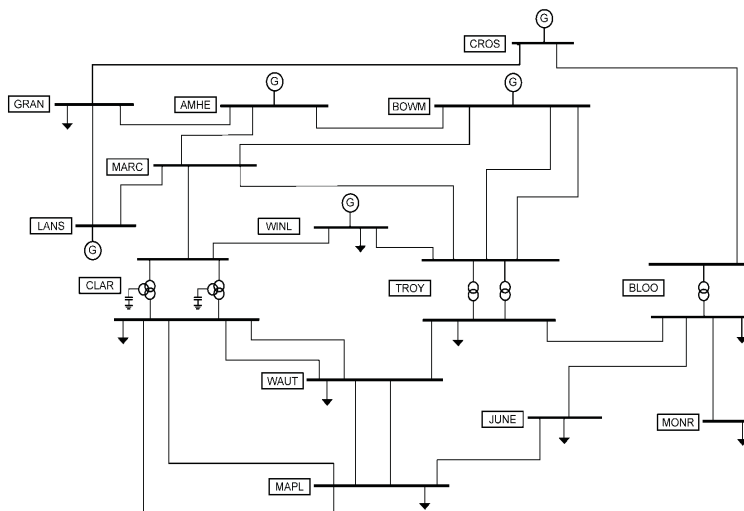 G
CROS
G
G
GRAN
AMHE
BOWM
MARC
G
LANS
WINL
G
CLAR
TROY
BLOO
WAUT
JUNE
MONR
MAPL